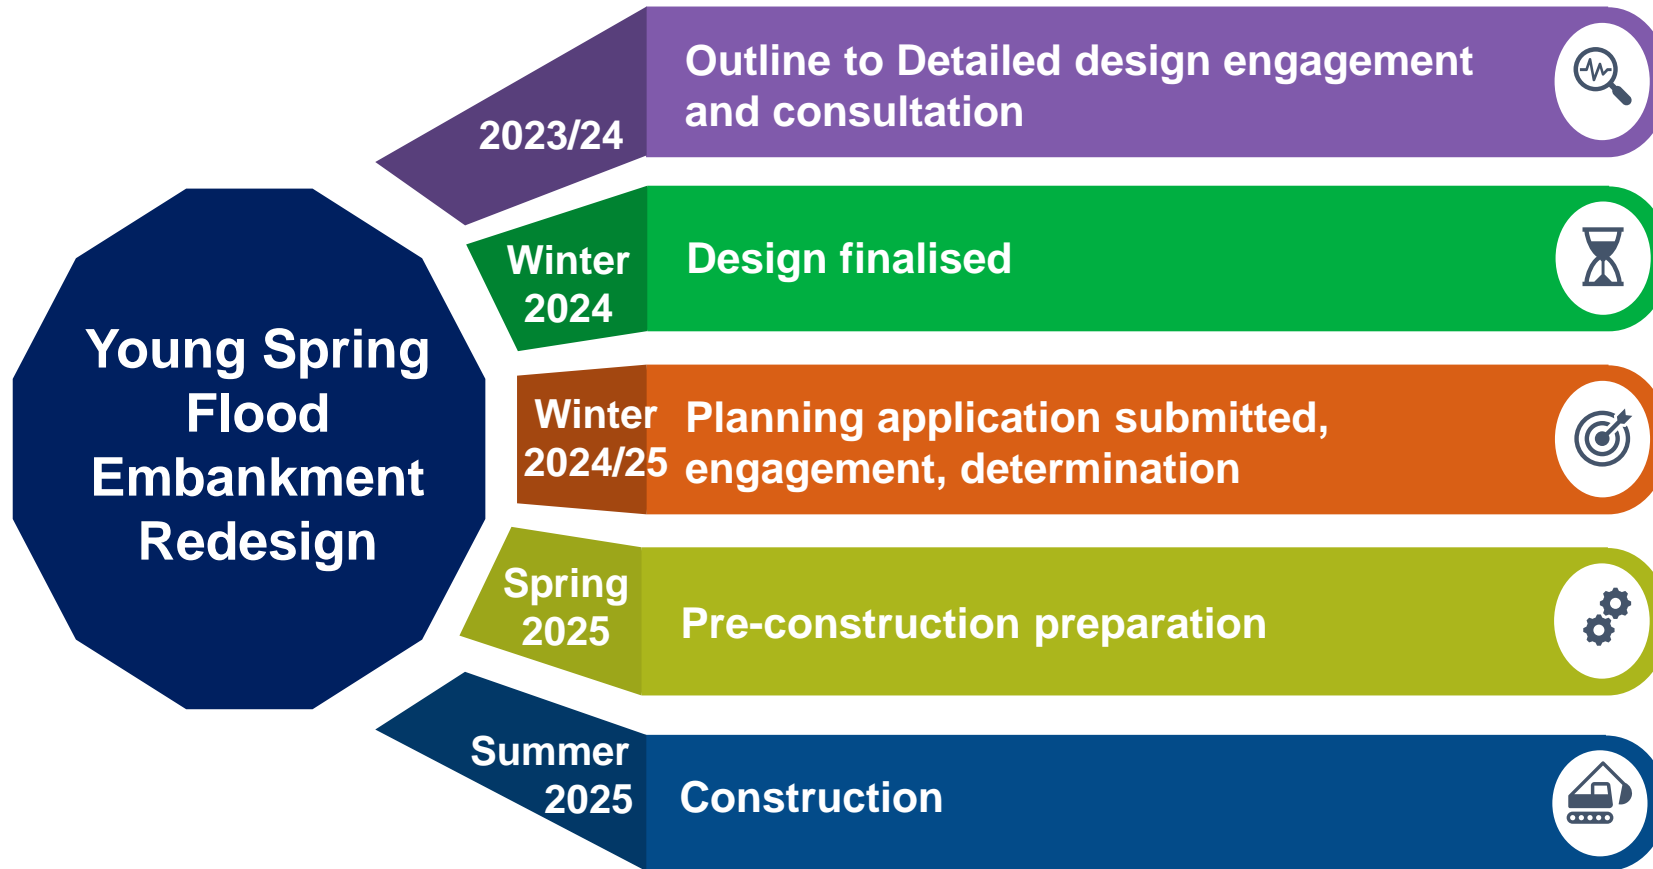 Young Spring
Flood
Embankment
Redesign
2023/24
Outline to Detailed design engagement
and consultation
Winter
2024
Design finalised
Winter
2024/25
Planning application submitted,
engagement, determination
Spring
2025
Pre-construction preparation
Summer
2025
Construction